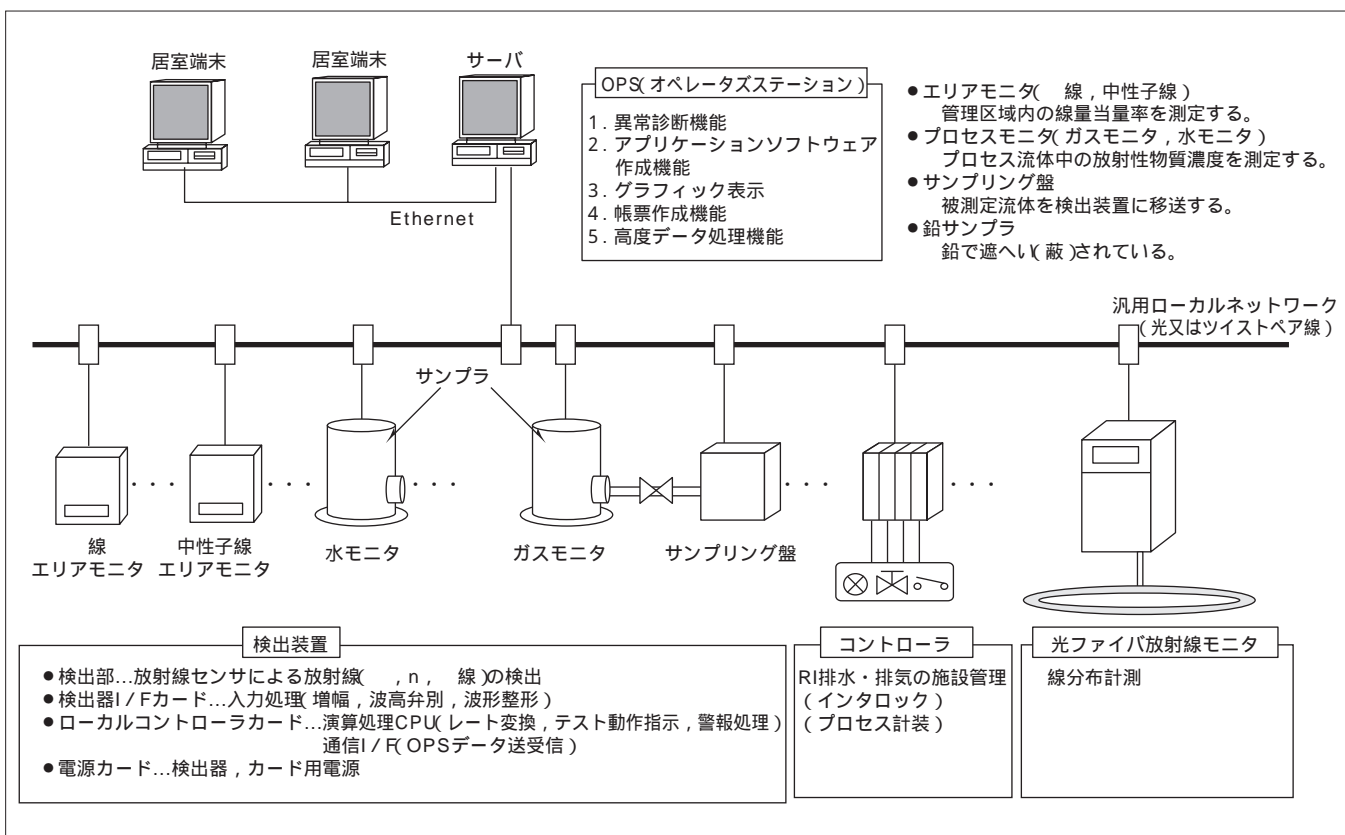 居室端末
居室端末
サーバ
Ethernet
OPS(オペレータズステーション)
1. 異常診断機能
2. アプリケーションソフトウェア
作成機能
3. グラフィック表示
4. 帳票作成機能
5. 高度データ処理機能
●エリアモニタ( 線,中性子線)
管理区域内の線量当量率を測定する。
●プロセスモニタ(ガスモニタ,水モニタ)
プロセス流体中の放射性物質濃度を測定する。
●サンプリング盤
被測定流体を検出装置に移送する。
●鉛サンプラ
鉛で遮へい(蔽)されている。
汎用ローカルネットワーク
(光又はツイストペア線)
サンプラ
線
エリアモニタ
中性子線
エリアモニタ
水モニタ
ガスモニタ
サンプリング盤
検出装置
●検出部…放射線センサによる放射線( ,n, 線)の検出
●検出器I/Fカード…入力処理(増幅,波高弁別,波形整形)
●ローカルコントローラカード…演算処理CPU(レート変換,テスト動作指示,警報処理)
通信I/F(OPSデータ送受信)
●電源カード…検出器,カード用電源
コントローラ
RI排水・排気の施設管理
(インタロック)
(プロセス計装)
光ファイバ放射線モニタ
線分布計測